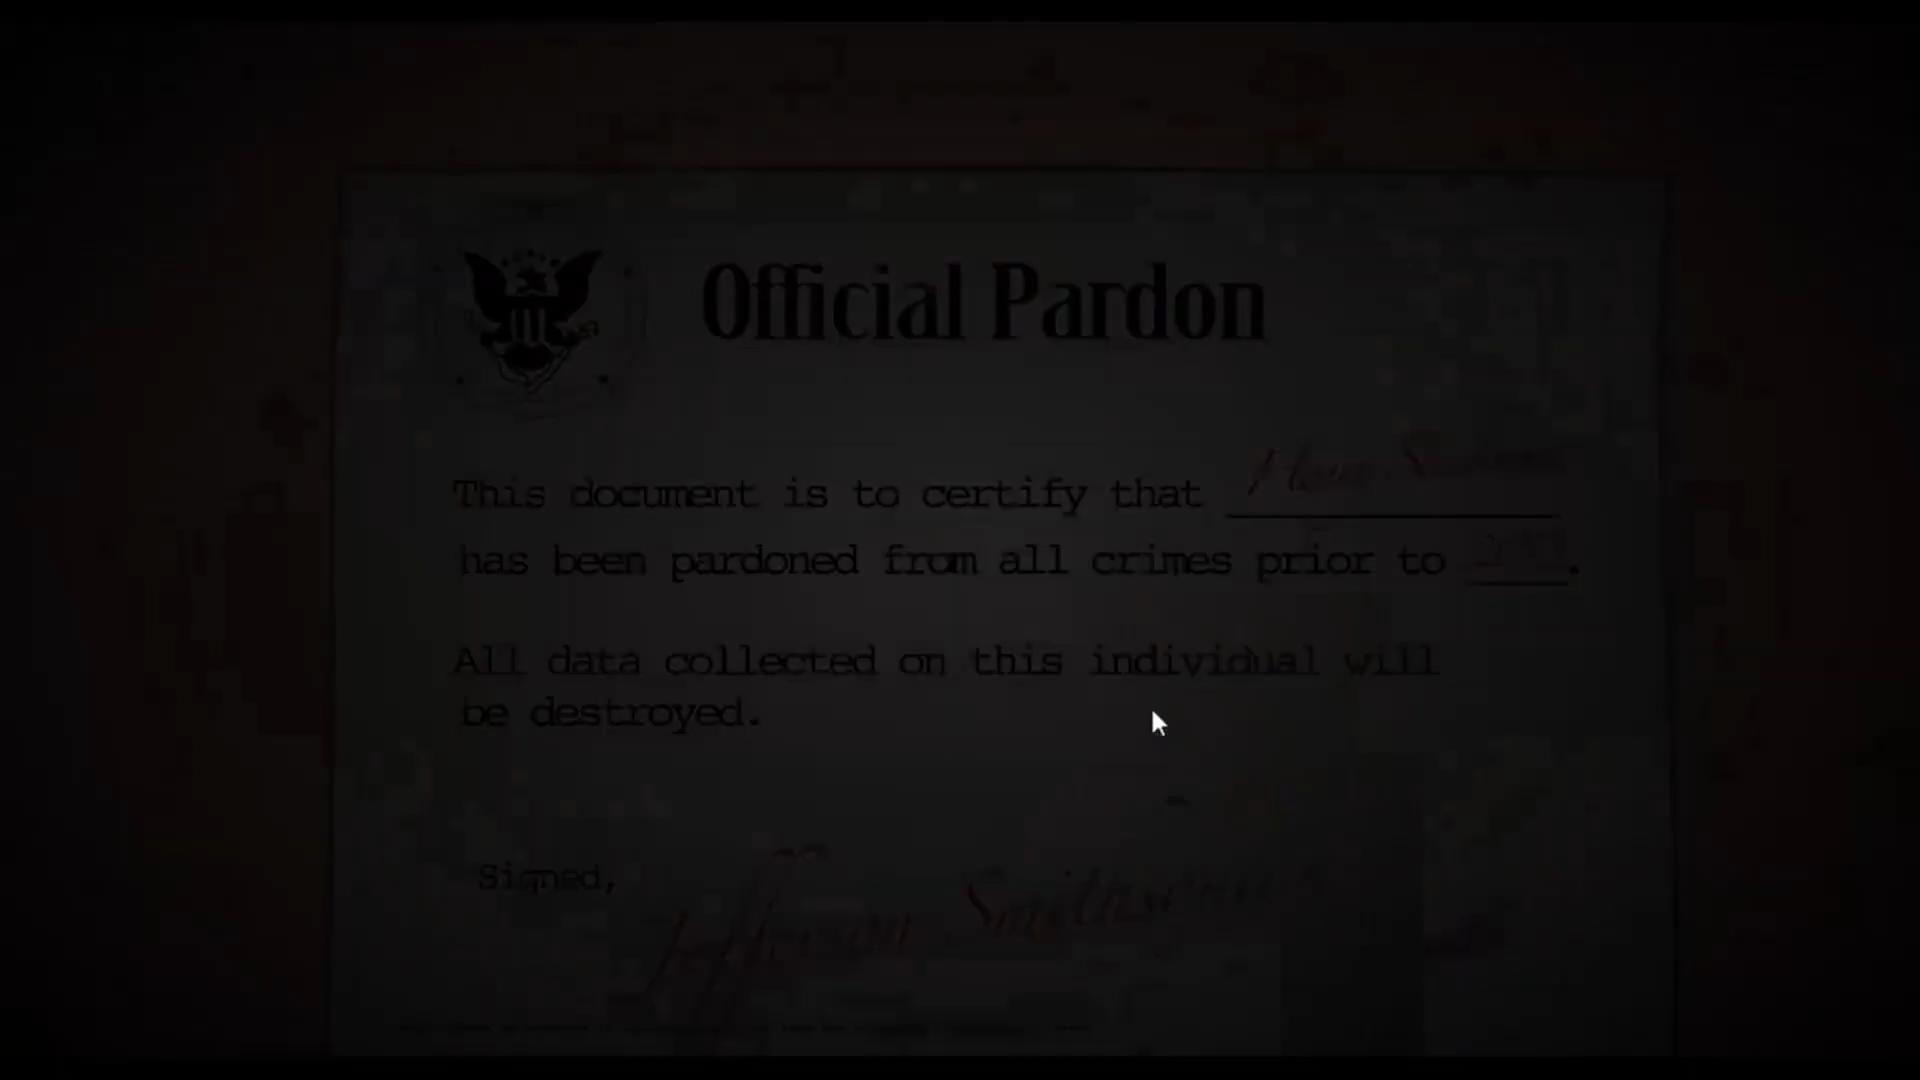 Official Pardon
This document is to certify that
has been pardoned from all crimes prior to .
All data collected on this individual will
be destroyed.
Signed,
Jefferson